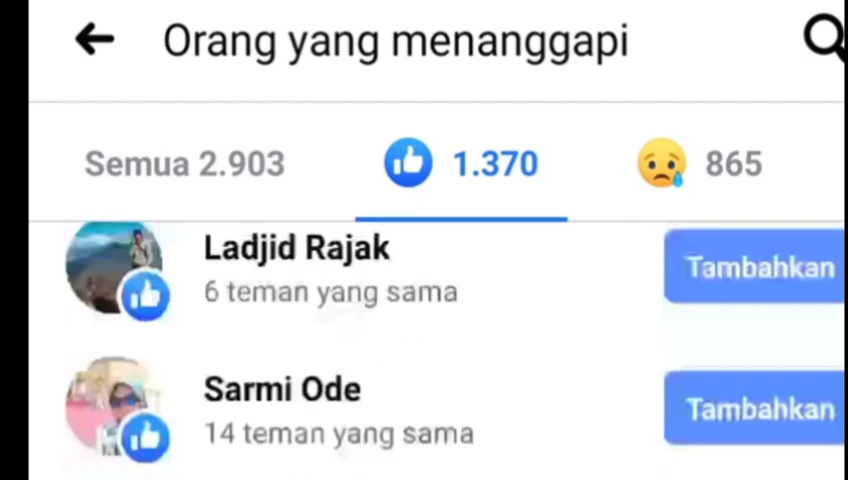 Orang yang menanggapi
Semua 2.903 1.370 865
Ladjid Rajak
6 teman yang sama
Tambahkan
Sarmi Ode
14 teman yang sama
Tambahkan